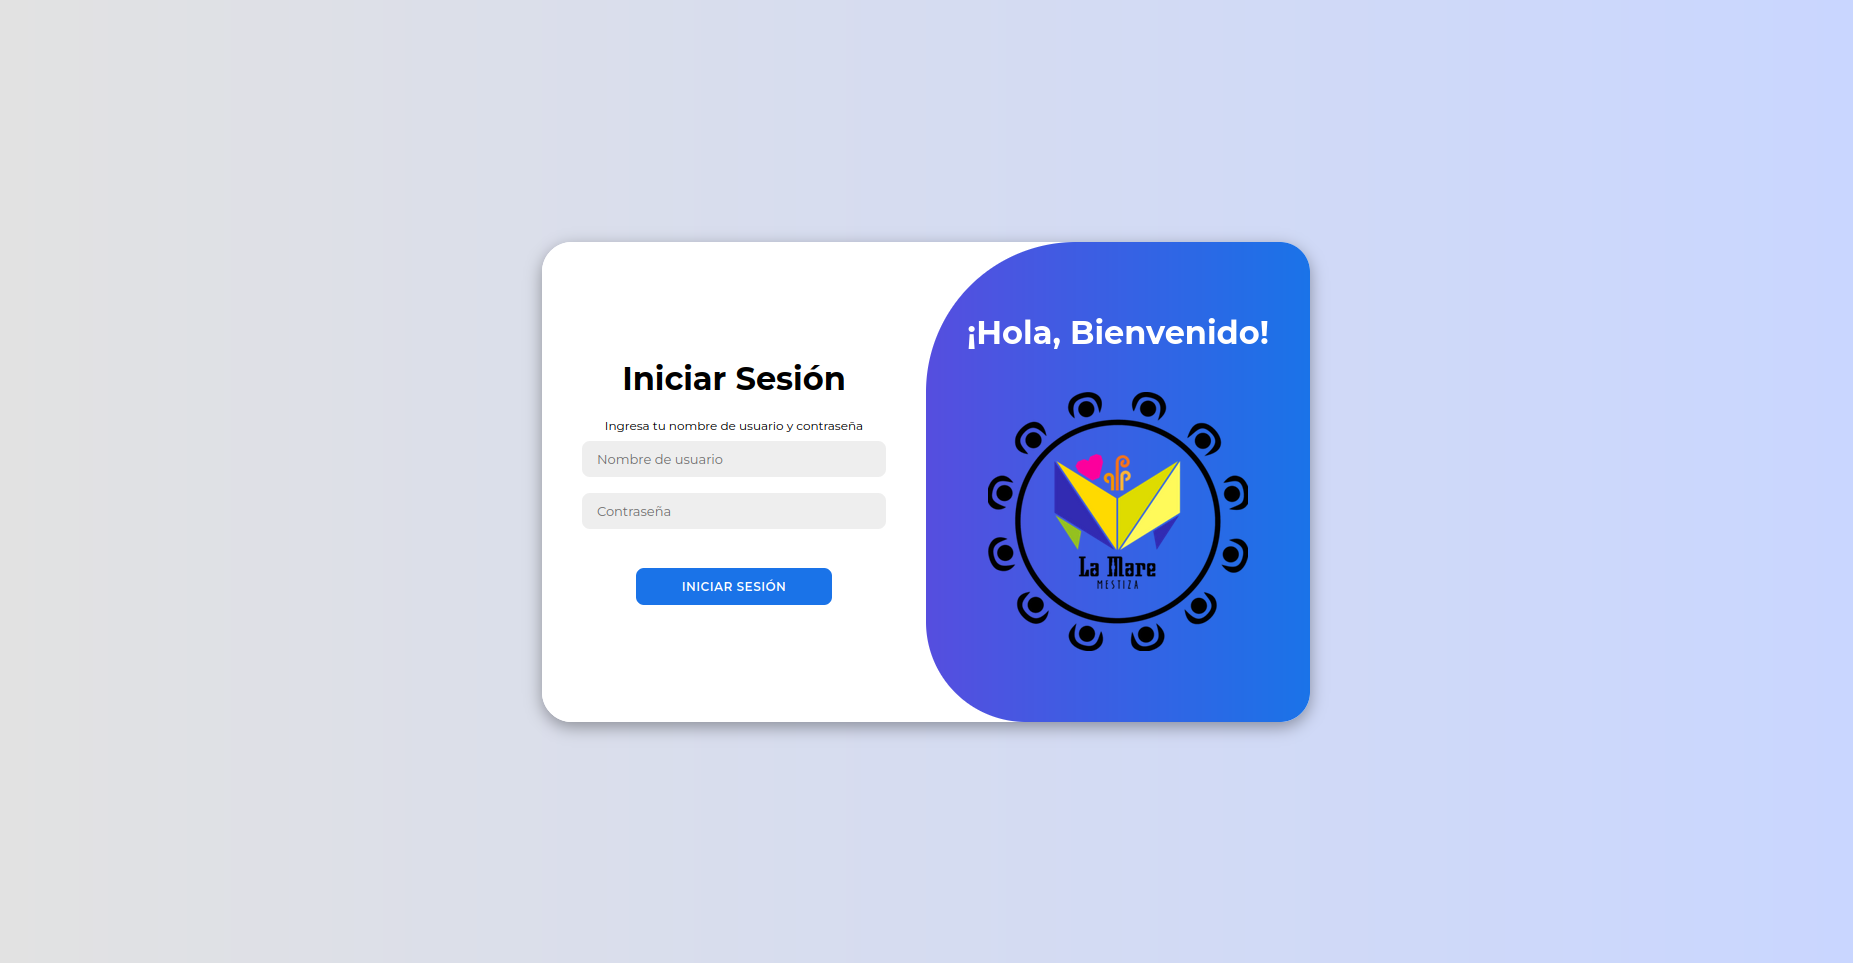 Iniciar Sesión
Ingresa tu nombre de usuario y contraseña
Nombre de usuario
Contraseña
INICIAR SESIÓN
¡Hola, Bienvenido!
La Mare
MESTIZA